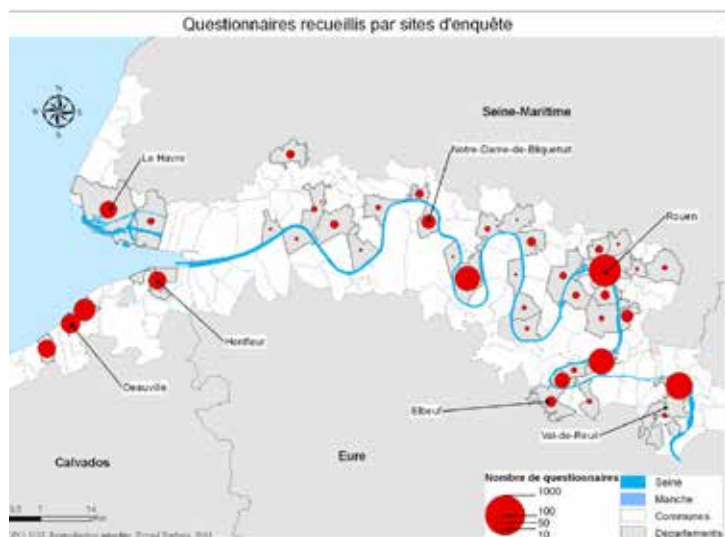 Questionnaires recueillis par sites d'enquête
N
Seine-Maritime
Le Havre
Notre-Dame-de-Bliquetuit
Rouen
Honfleur
Deauville
Elbeuf
Val-de-Reuil
Calvados
Eure
Nombre de questionnaires
1000
100
50
10
Seine
Manche
Communes
Départements